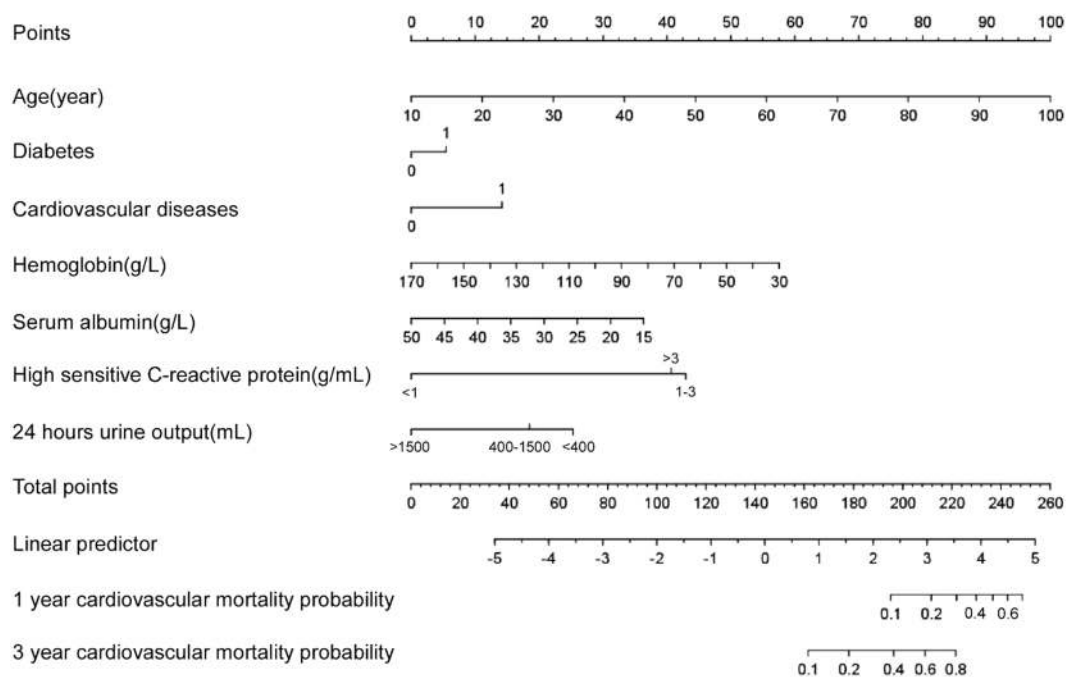 Points 0 10 20 30 40 50 60 70 80 90 100
Age(year) 10 20 30 40 50 60 70 80 90 100
1
Diabetes
0
1
Cardiovascular diseases
0
Hemoglobin(g/L)
170 150 130 110 90 70 50 30
Serum albumin(g/L)
50 45 40 35 30 25 20 15
>3
High sensitive C-reactive protein(g/mL)
<1 1-3
24 hours urine output(mL)
>1500 400-1500 <400
Total points
0 20 40 60 80 100 120 140 160 180 200 220 240 260
Linear predictor
-5 -4 -3 -2 -1 0 1 2 3 4 5
1 year cardiovascular mortality probability
0.1 0.2 0.4 0.6
3 year cardiovascular mortality probability
0.1 0.2 0.4 0.6 0.8